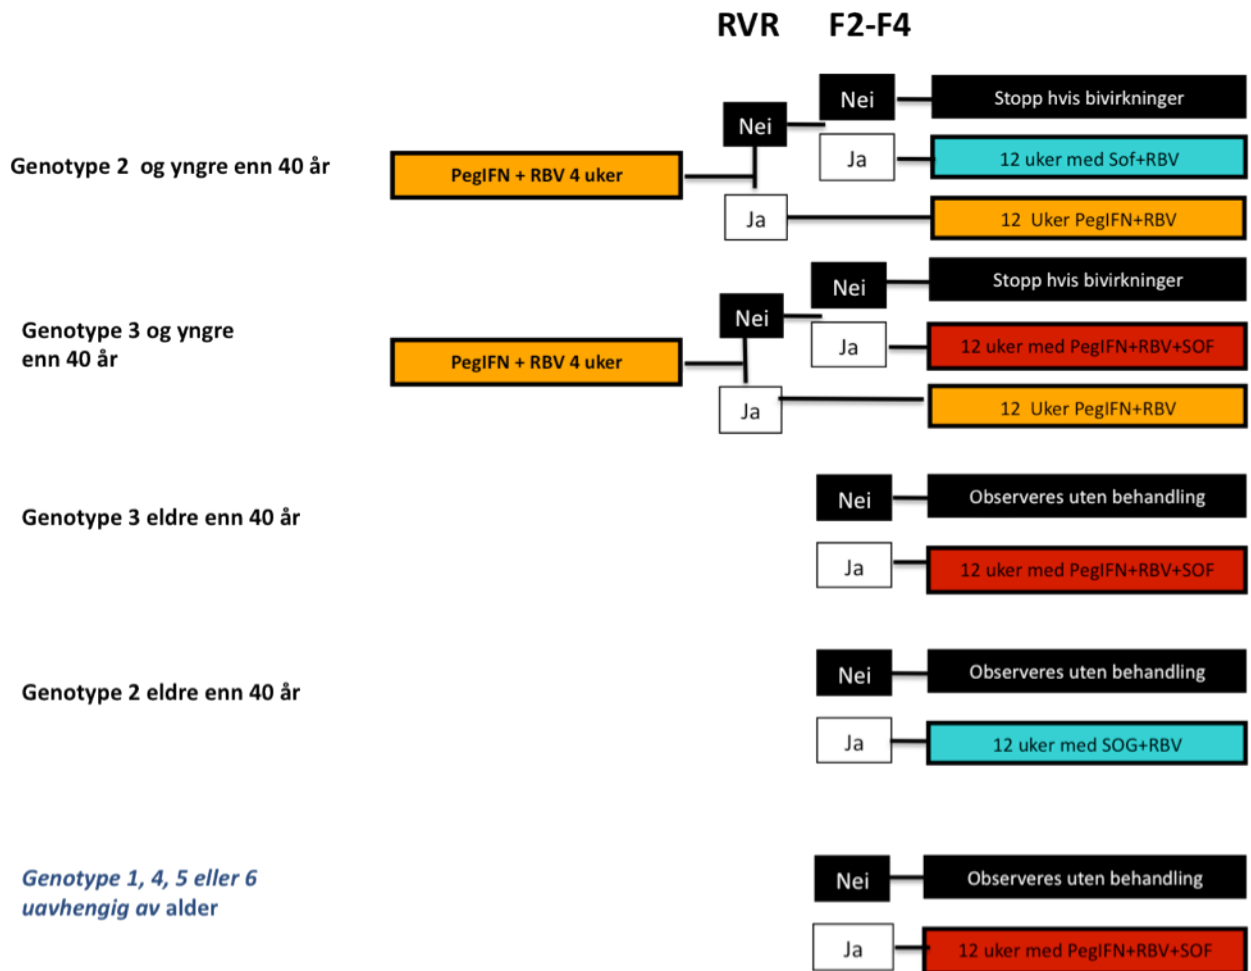 RVR F2-F4
Nei Stopp hvis bivirkninger
Nei
Ja 12 uker med Sof+RBV
Genotype 2 og yngre enn 40 år PegIFN + RBV 4 uker
Ja 12 Uker PegIFN+RBV
Nei Stopp hvis bivirkninger
Nei
Genotype 3 og yngre
enn 40 år
Ja 12 uker med PegIFN+RBV+SOF
PegIFN + RBV 4 uker
Ja 12 Uker PegIFN+RBV
Nei Observeres uten behandling
Genotype 3 eldre enn 40 år
Ja 12 uker med PegIFN+RBV+SOF
Nei Observeres uten behandling
Genotype 2 eldre enn 40 år
Ja 12 uker med SOG+RBV
Genotype 1, 4, 5 eller 6
uavhengig av alder
Nei Observeres uten behandling
Ja 12 uker med PegIFN+RBV+SOF